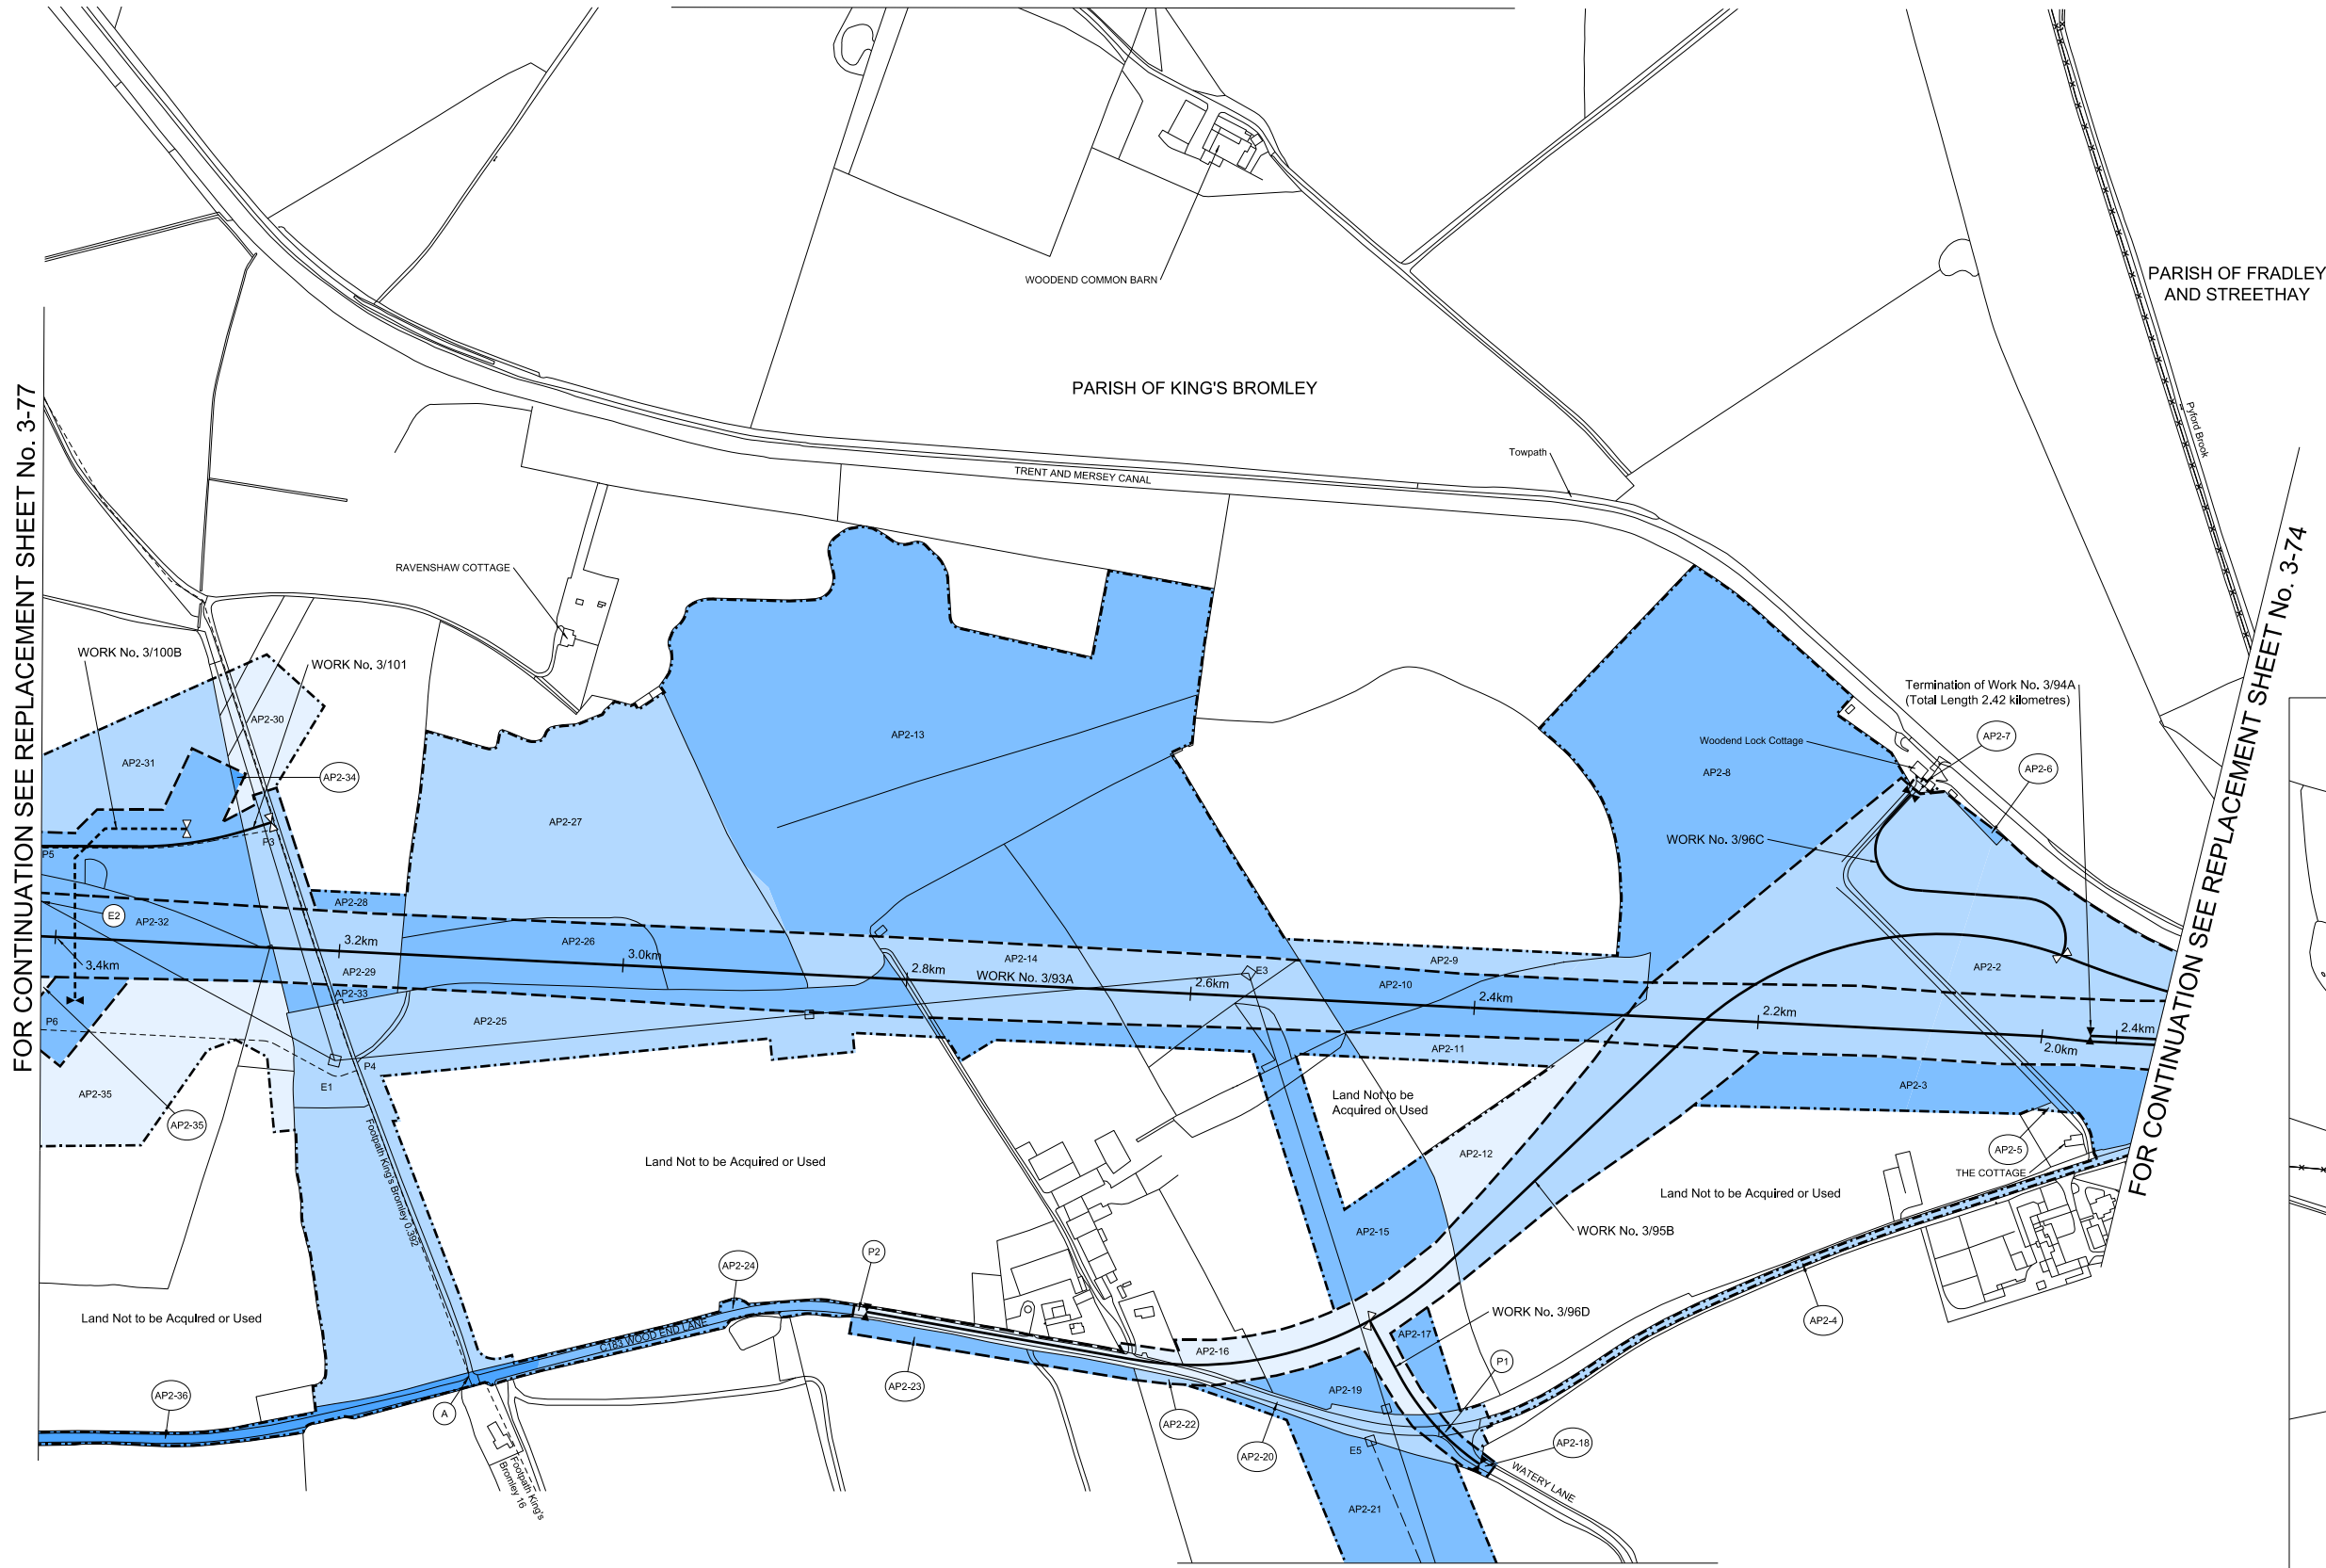 PARISH OF FRADLEY
AND STREETHAY
WOODEND COMMON BARN
PARISH OF KING'S BROMLEY
Pyford Brook
FOR CONTINUATION SEE REPLACEMENT SHEET No. 3-77
Towpath
TRENT AND MERSEY CANAL
FOR CONTINUATION SEE REPLACEMENT SHEET No. 3-74
RAVENSHAW COTTAGE
WORK No. 3/100B
WORK No. 3/101
Termination of Work No. 3/94A
(Total Length 2.42 kilometres)
AP2-30
AP2-13
AP2-7
Woodend Lock Cottage
AP2-31
AP2-34
AP2-8
AP2-6
AP2-27
WORK No. 3/96C
P3
P5
AP2-28
E2
AP2-32
3.2km
AP2-26
3.0km
AP2-14
AP2-9
3.4km
AP2-29
2.8km
WORK No. 3/93A
E3
2.6km
AP2-10
AP2-2
AP2-33
2.4km
P6
AP2-25
2.2km
2.4km
2.0km
AP2-11
P4
E1
AP2-3
AP2-35
AP2-35
Land Not to be
Acquired or Used
Footpath King's Bromley 0.392
Land Not to be Acquired or Used
AP2-12
AP2-5
THE COTTAGE
Land Not to be Acquired or Used
AP2-15
WORK No. 3/95B
AP2-24
P2
Land Not to be Acquired or Used
C183 WOOD END LANE
WORK No. 3/96D
AP2-4
AP2-17
AP2-16
P1
AP2-36
AP2-23
AP2-19
A
AP2-22
AP2-20
E5
AP2-18
WATERY LANE
Footpath King's
Bromley 16
AP2-21